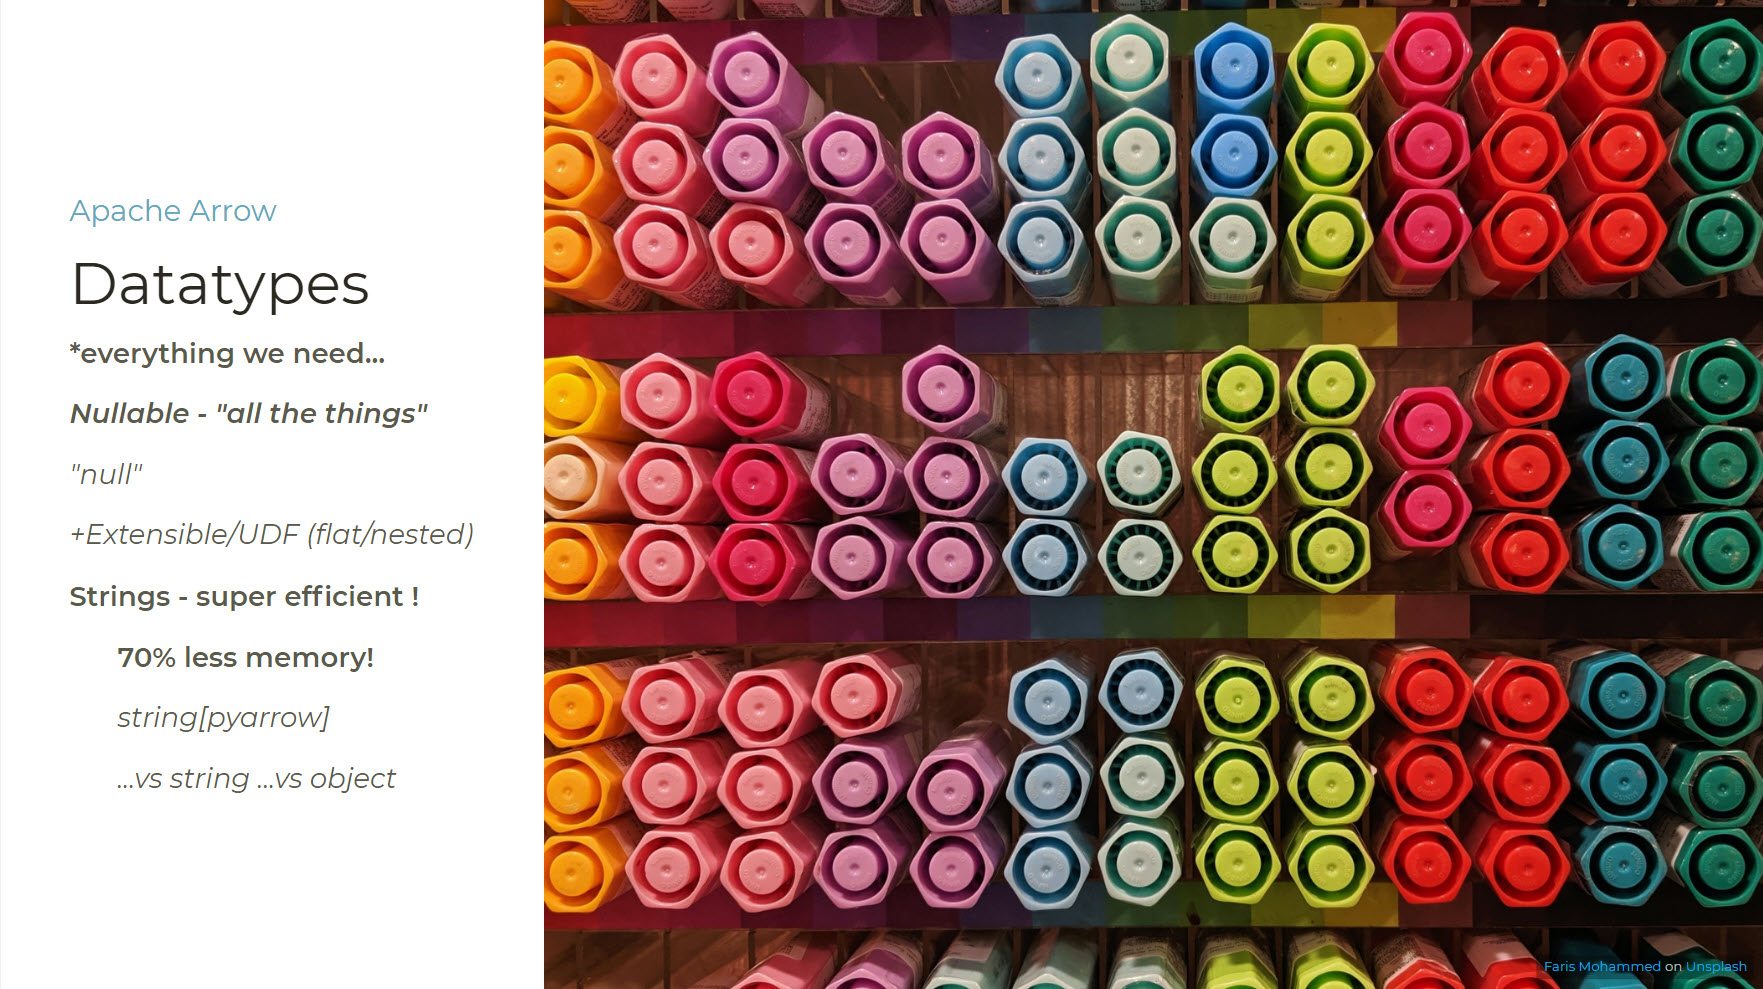 Apache Arrow
Datatypes
*everything we need...
Nullable - "all the things"
"null"
+Extensible/UDF (flat/nested)
Strings - super efficient !
70% less memory!
string[pyarrow]
...vs string ...vs object
Faris Mohammed on Unsplash